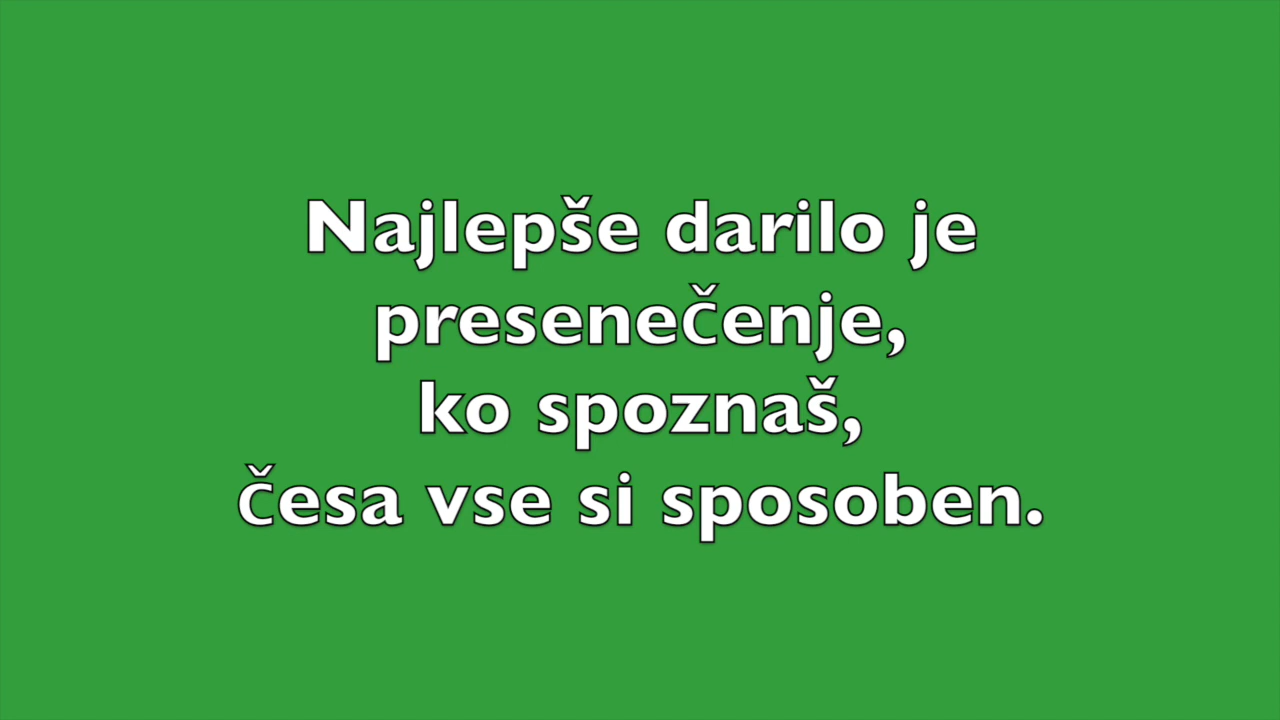 Najlepše darilo je
presenečenje,
ko spoznaš,
česa vse si sposoben.